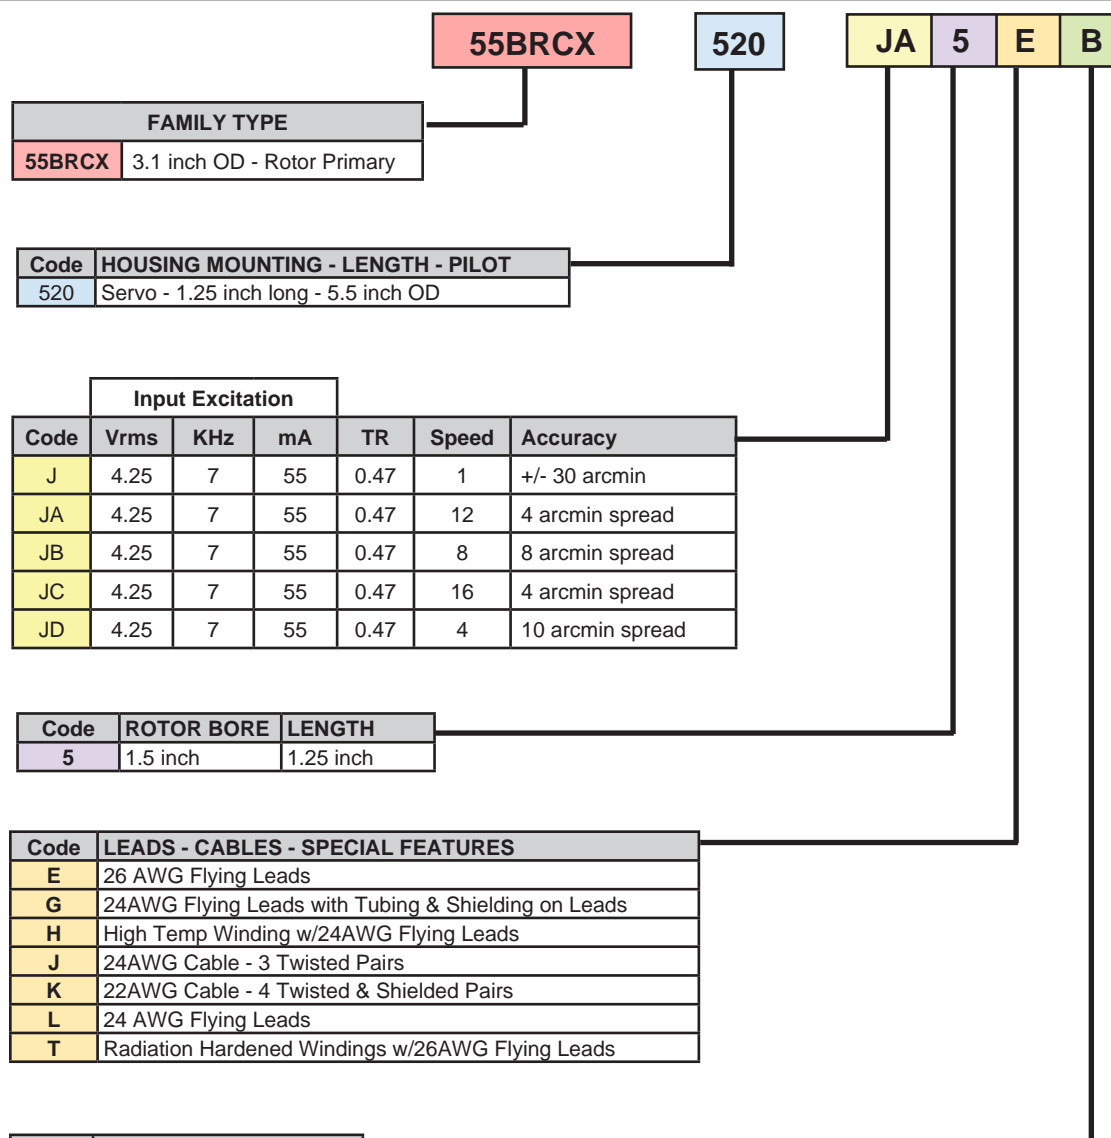 55BRCX 520 JA 5 E B
FAMILY TYPE
55BRCX 3.1 inch OD - Rotor Primary
Code HOUSING MOUNTING - LENGTH - PILOT
520 Servo - 1.25 inch long - 5.5 inch OD
Input Excitation
Code Vrms KHz mA TR Speed Accuracy
J 4.25 7 55 0.47 1 +/- 30 arcmin
JA 4.25 7 55 0.47 12 4 arcmin spread
JB 4.25 7 55 0.47 8 8 arcmin spread
JC 4.25 7 55 0.47 16 4 arcmin spread
JD 4.25 7 55 0.47 4 10 arcmin spread
Code ROTOR BORE LENGTH
5 1.5 inch 1.25 inch
Code LEADS - CABLES - SPECIAL FEATURES
E 26 AWG Flying Leads
G 24AWG Flying Leads with Tubing & Shielding on Leads
H High Temp Winding w/24AWG Flying Leads
J 24AWG Cable - 3 Twisted Pairs
K 22AWG Cable - 4 Twisted & Shielded Pairs
L 24 AWG Flying Leads
T Radiation Hardened Windings w/26AWG Flying Leads